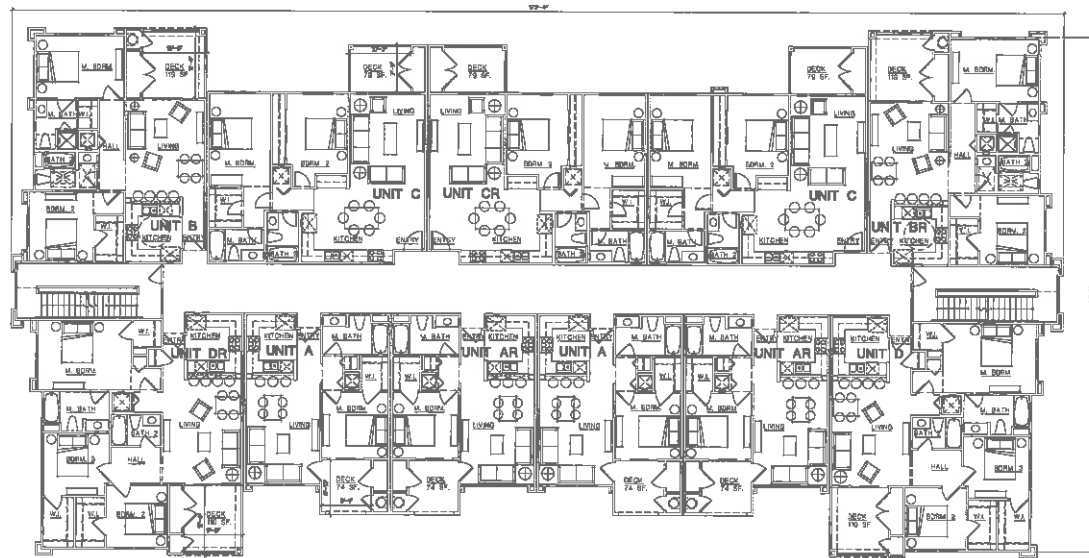 M. BDRM.
DECK
119 SF.
M. BATH
W.I.
HALL
LIVING
BATH 2
BDRM. 2
W.I.
UNIT B
KITCHEN
ENTRY
M. BDRM.
BDRM. 2
W.I.
M. BATH
BATH 2
DECK
79 SF.
LIVING
UNIT C
KITCHEN
ENTRY
DECK
79 SF.
LIVING
UNIT CR
KITCHEN
ENTRY
BDRM. 2
BATH 2
M. BDRM.
W.I.
M. BATH
M. BDRM.
W.I.
M. BATH
BDRM. 2
BATH 2
DECK
79 SF.
LIVING
UNIT C
KITCHEN
ENTRY
DECK
119 SF.
M. BDRM.
LIVING
W.I.
M. BATH
HALL
BATH 2
UNIT BR
ENTRY
KITCHEN
W.I.
BDRM. 2
M. BDRM.
W.I.
KITCHEN
ENTRY
UNIT DR
M. BATH
BATH 2
LIVING
BDRM. 3
HALL
W.I.
W.I.
BDRM. 2
DECK
KITCHEN
ENTRY
UNIT A
M. BATH
W.I.
M. BDRM.
LIVING
DECK
74 SF.
M. BATH
KITCHEN
ENTRY
UNIT AR
W.I.
M. BDRM.
LIVING
DECK
74 SF.
KITCHEN
ENTRY
UNIT A
M. BATH
W.I.
M. BDRM.
LIVING
DECK
74 SF.
M. BATH
KITCHEN
ENTRY
UNIT AR
W.I.
M. BDRM.
LIVING
DECK
74 SF.
KITCHEN
ENTRY
UNIT D
W.I.
M. BDRM.
M. BATH
BATH 2
LIVING
HALL
BDRM. 3
DECK
BDRM. 2
W.I.
W.I.